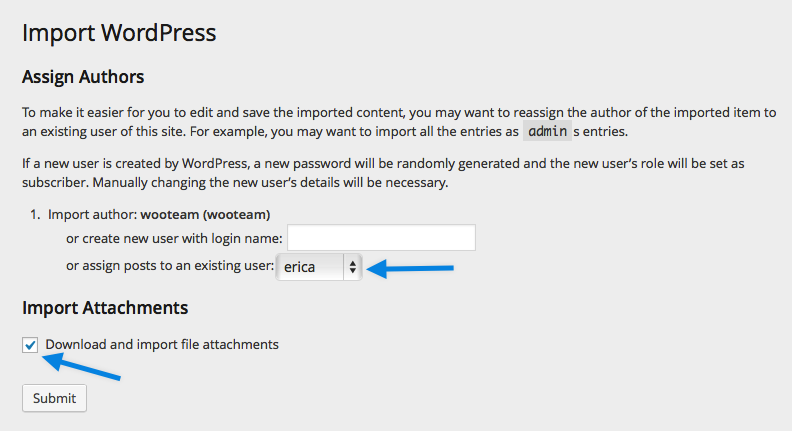 Import WordPress
Assign Authors
To make it easier for you to edit and save the imported content, you may want to reassign the author of the imported item to
an existing user of this site. For example, you may want to import all the entries as admin s entries.
If a new user is created by WordPress, a new password will be randomly generated and the new user's role will be set as
subscriber. Manually changing the new user's details will be necessary.
1. Import author: wooteam (wooteam)
or create new user with login name:
or assign posts to an existing user: erica
Import Attachments
Download and import file attachments
Submit